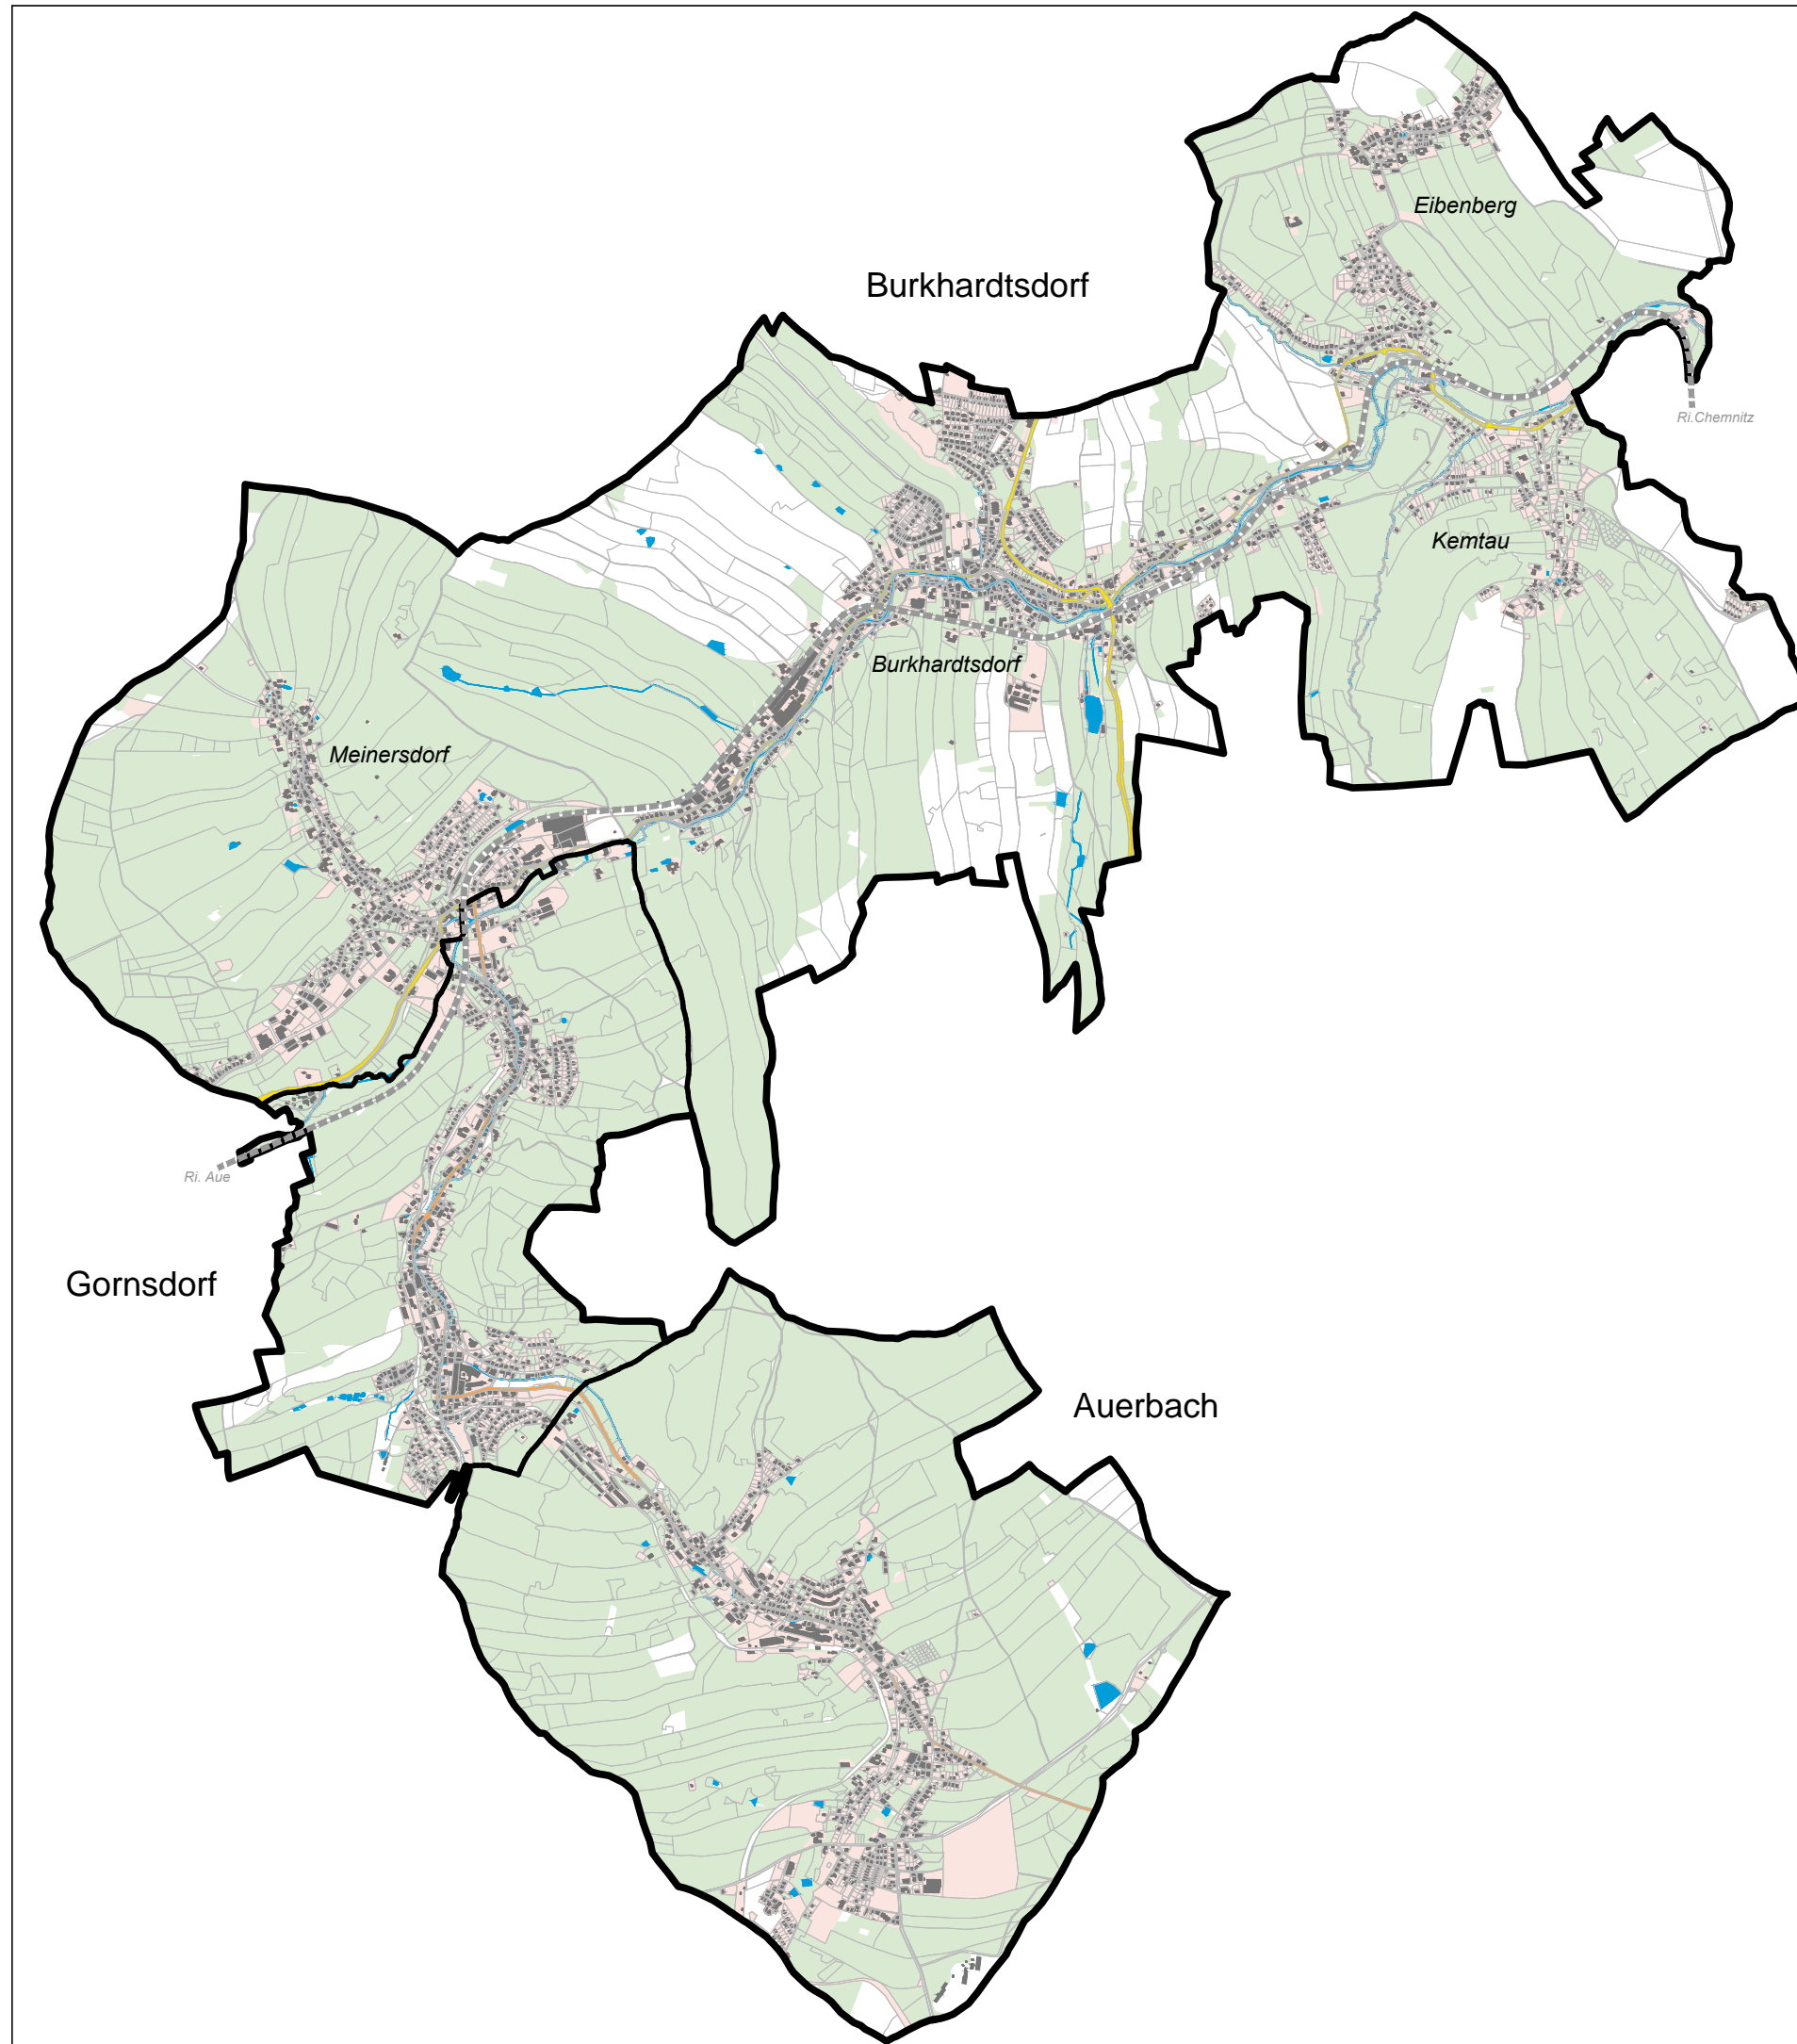 Eibenberg
Burkhardtsdorf
Ri.Chemnitz
Kemtau
Burkhardtsdorf
Meinersdorf
Ri. Aue
Gornsdorf
Auerbach